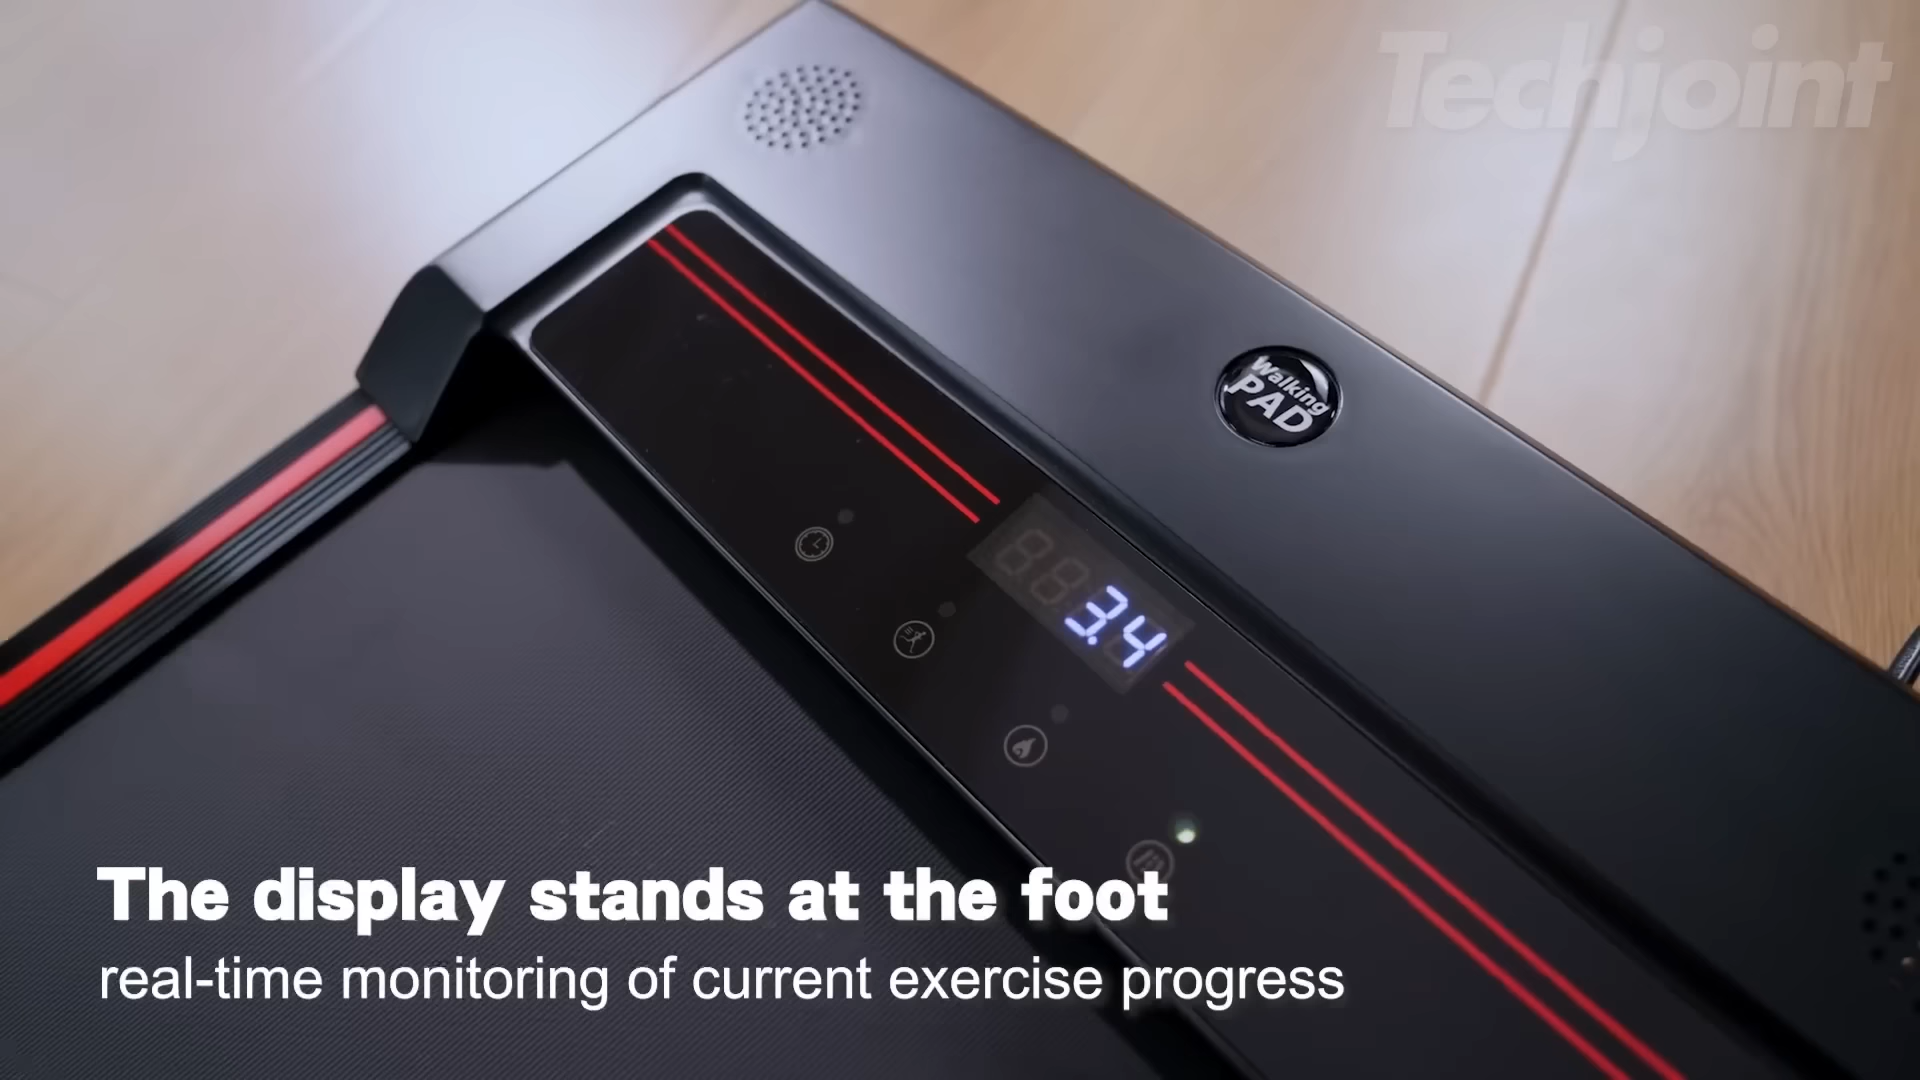 Techjoint
Walking
PAD
3.4
The display stands at the foot
real-time monitoring of current exercise progress